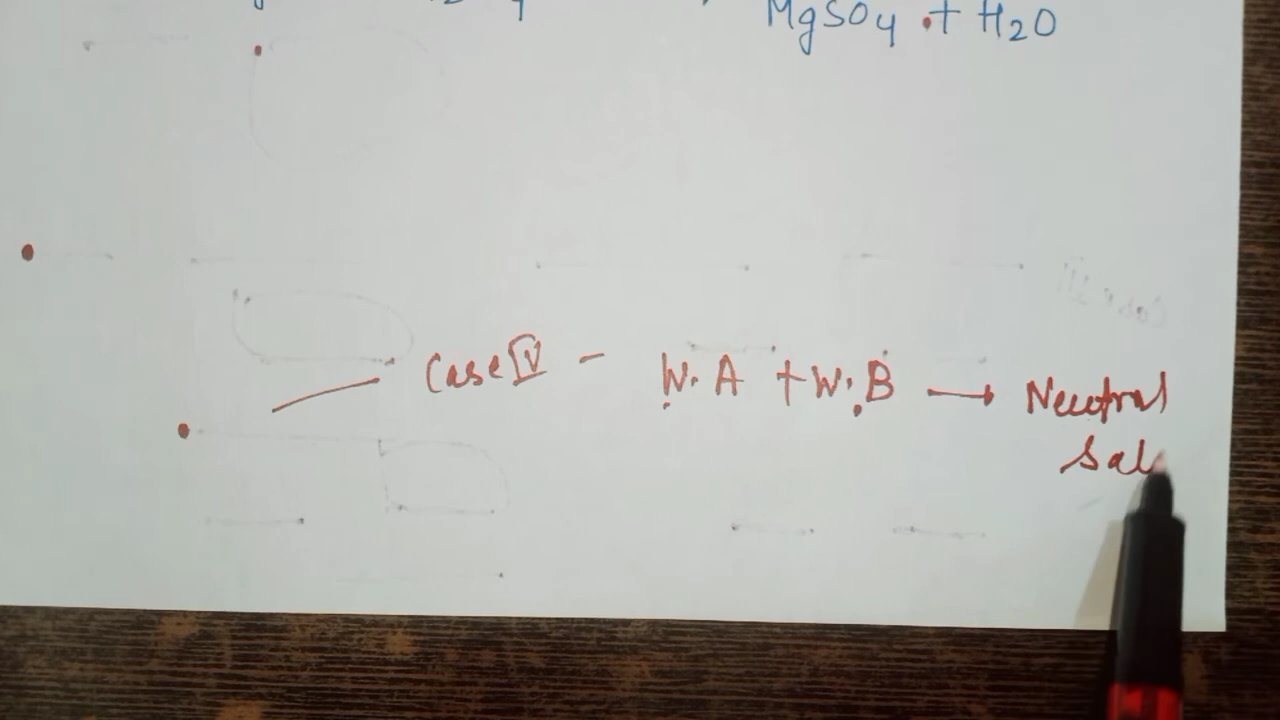 MgSO4 + H2O
Case IV - W.A + W.B → Neutral
Sal